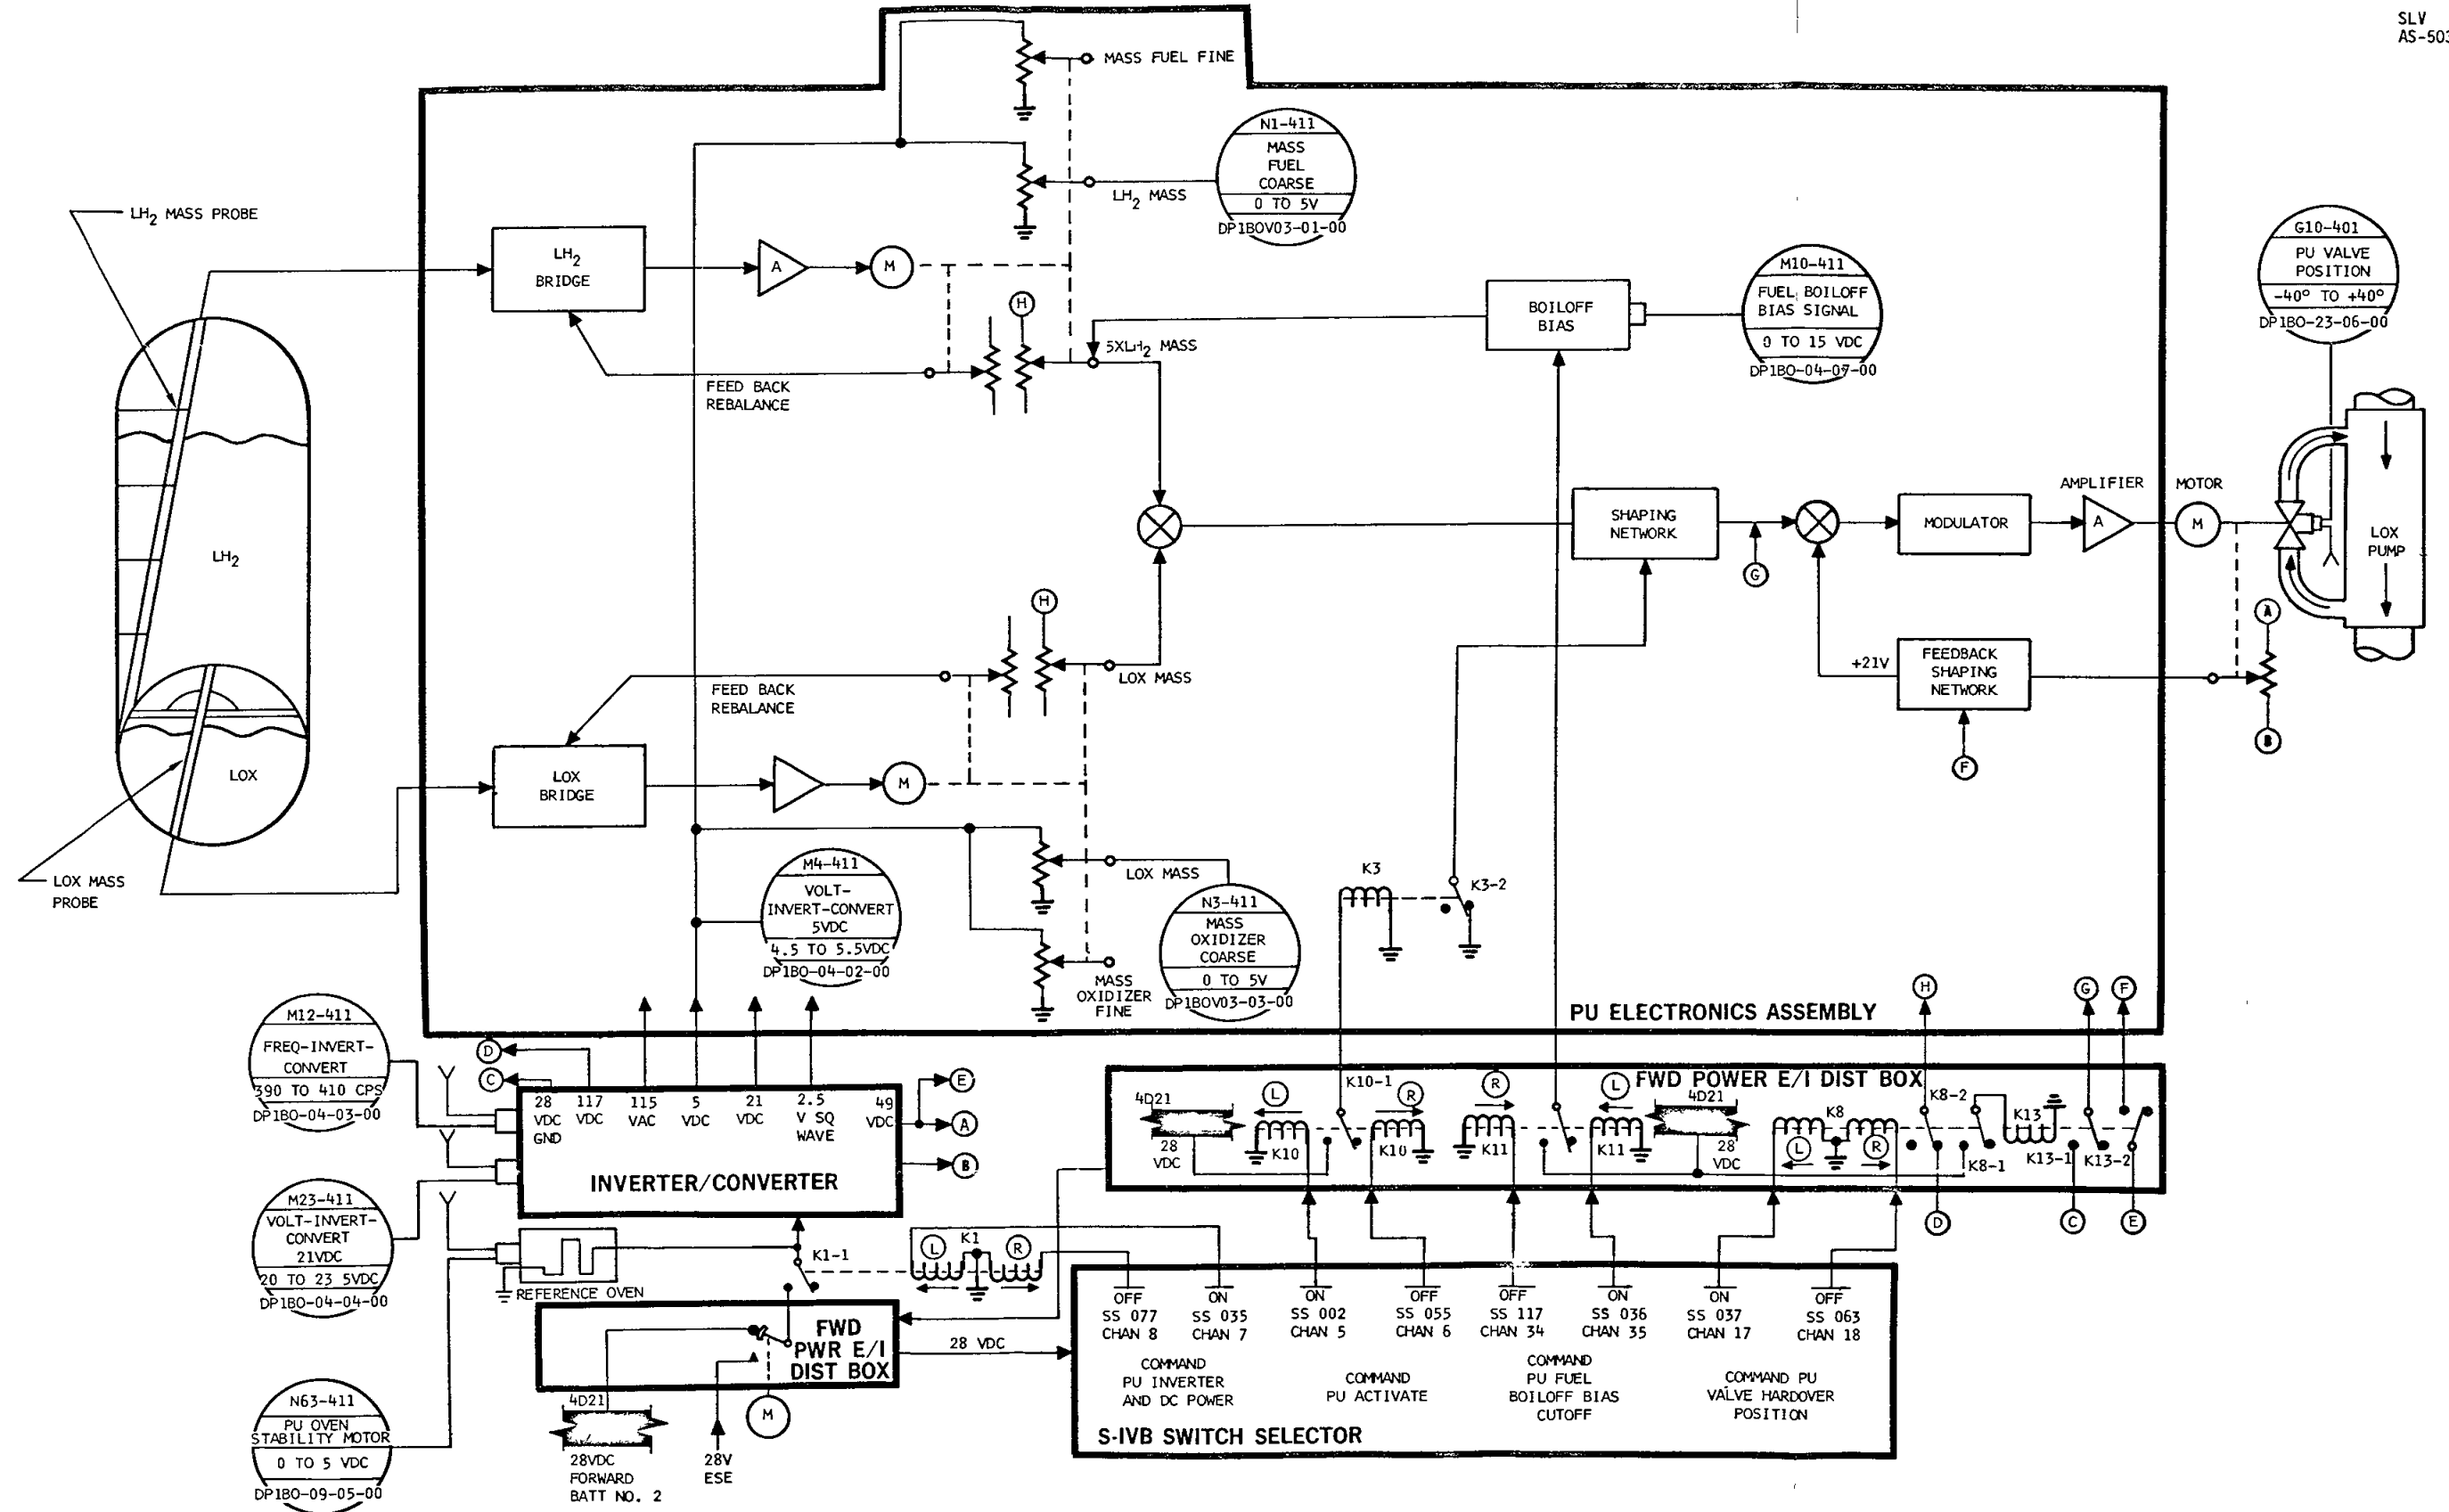 SLV
AS-503
MASS FUEL FINE
N1-411
MASS
FUEL
COARSE
0 TO 5V
DP1BOV03-01-00
LH2 MASS
LH2 MASS PROBE
LH2
BRIDGE
A
M
H
FEED BACK
REBALANCE
5XLH2 MASS
BOILOFF
BIAS
M10-411
FUEL BOILOFF
BIAS SIGNAL
0 TO 15 VDC
DP1BO-04-07-00
G10-401
PU VALVE
POSITION
-40° TO +40°
DP1BO-23-06-00
LH2
SHAPING
NETWORK
G
MODULATOR
AMPLIFIER
A
MOTOR
M
LOX
PUMP
A
B
+21V
FEEDBACK
SHAPING
NETWORK
F
H
LOX MASS
FEED BACK
REBALANCE
LOX
LOX
BRIDGE
M
LOX MASS
PROBE
M4-411
VOLT-
INVERT-CONVERT
5VDC
4.5 TO 5.5VDC
DP1BO-04-02-00
LOX MASS
N3-411
MASS
OXIDIZER
COARSE
0 TO 5V
DP1BOV03-03-00
MASS
OXIDIZER
FINE
K3
K3-2
H
G
F
PU ELECTRONICS ASSEMBLY
M12-411
FREQ-INVERT-
CONVERT
390 TO 410 CPS
DP1BO-04-03-00
D
C
28
VDC
GND
117
VDC
115
VAC
5
VDC
21
VDC
2.5
V SQ
WAVE
49
VDC
E
A
B
INVERTER/CONVERTER
FWD POWER E/I DIST BOX
4D21
28
VDC
L
K10
K10-1
R
K10
R
K11
L
K11
4D21
28
VDC
K8
L
R
K8-2
K8-1
K13
K13-1
K13-2
D
C
E
M23-411
VOLT-INVERT-
CONVERT
21VDC
20 TO 23 5VDC
DP1BO-04-04-00
REFERENCE OVEN
K1-1
L
K1
R
FWD
PWR E/I
DIST BOX
28 VDC
4D21
28VDC
FORWARD
BATT NO. 2
28V
ESE
M
N63-411
PU OVEN
STABILITY MOTOR
0 TO 5 VDC
DP1BO-09-05-00
OFF
SS 077
CHAN 8
ON
SS 035
CHAN 7
ON
SS 002
CHAN 5
OFF
SS 055
CHAN 6
OFF
SS 117
CHAN 34
ON
SS 036
CHAN 35
ON
SS 037
CHAN 17
OFF
SS 063
CHAN 18
COMMAND
PU INVERTER
AND DC POWER
COMMAND
PU ACTIVATE
COMMAND
PU FUEL
BOILOFF BIAS
CUTOFF
COMMAND PU
VALVE HARDOVER
POSITION
S-IVB SWITCH SELECTOR